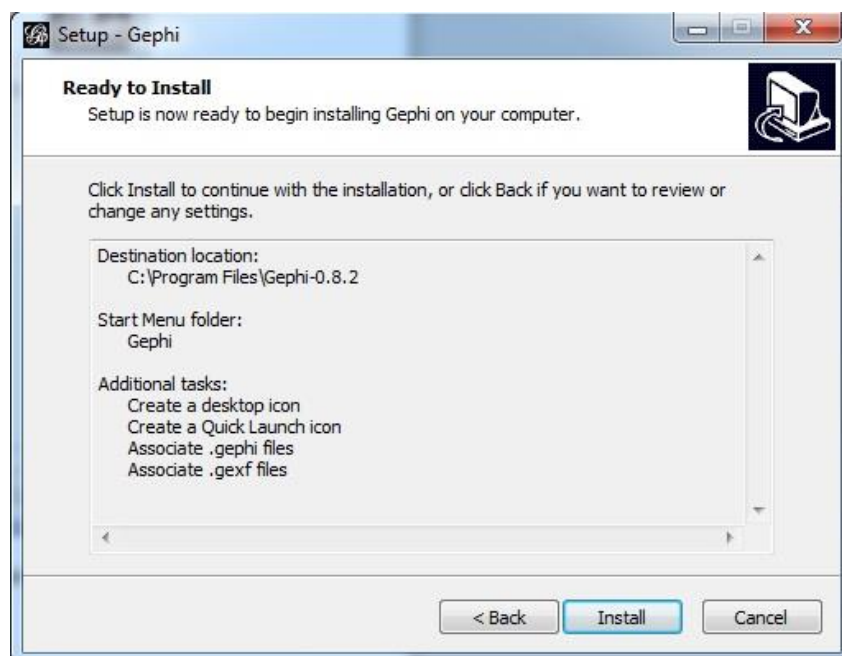 Setup - Gephi
Ready to Install
Setup is now ready to begin installing Gephi on your computer.
Click Install to continue with the installation, or click Back if you want to review or
change any settings.
Destination location:
C:\Program Files\Gephi-0.8.2
Start Menu folder:
Gephi
Additional tasks:
Create a desktop icon
Create a Quick Launch icon
Associate .gephi files
Associate .gexf files
< Back Install Cancel